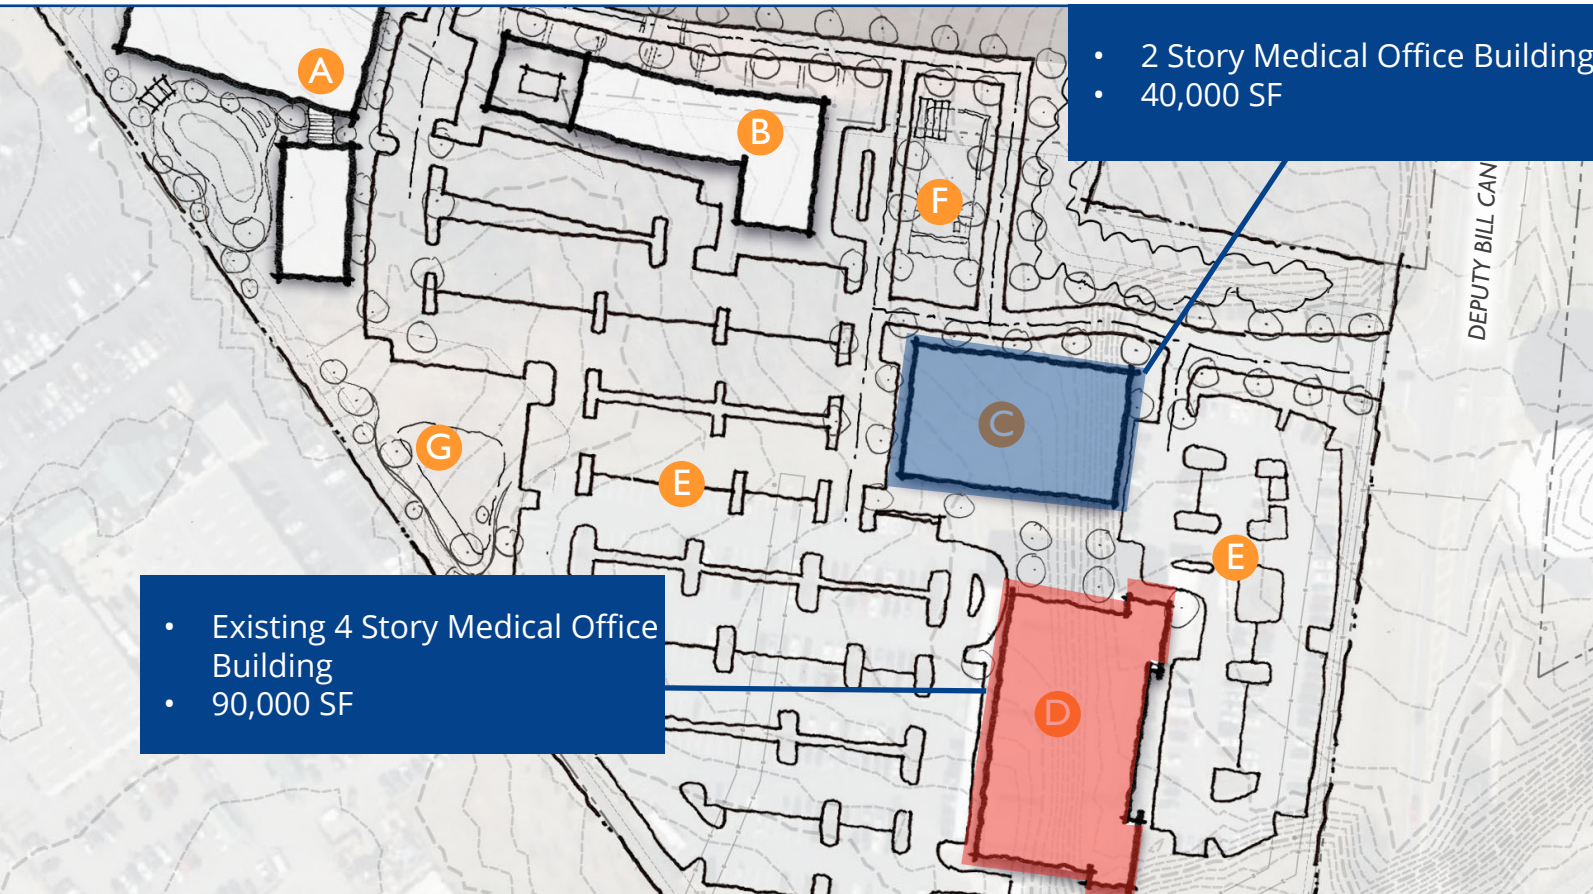 • 2 Story Medical Office Building
• 40,000 SF
A
B
F
DEPUTY BILL CAN
C
G
E
E
• Existing 4 Story Medical Office
Building
• 90,000 SF
D